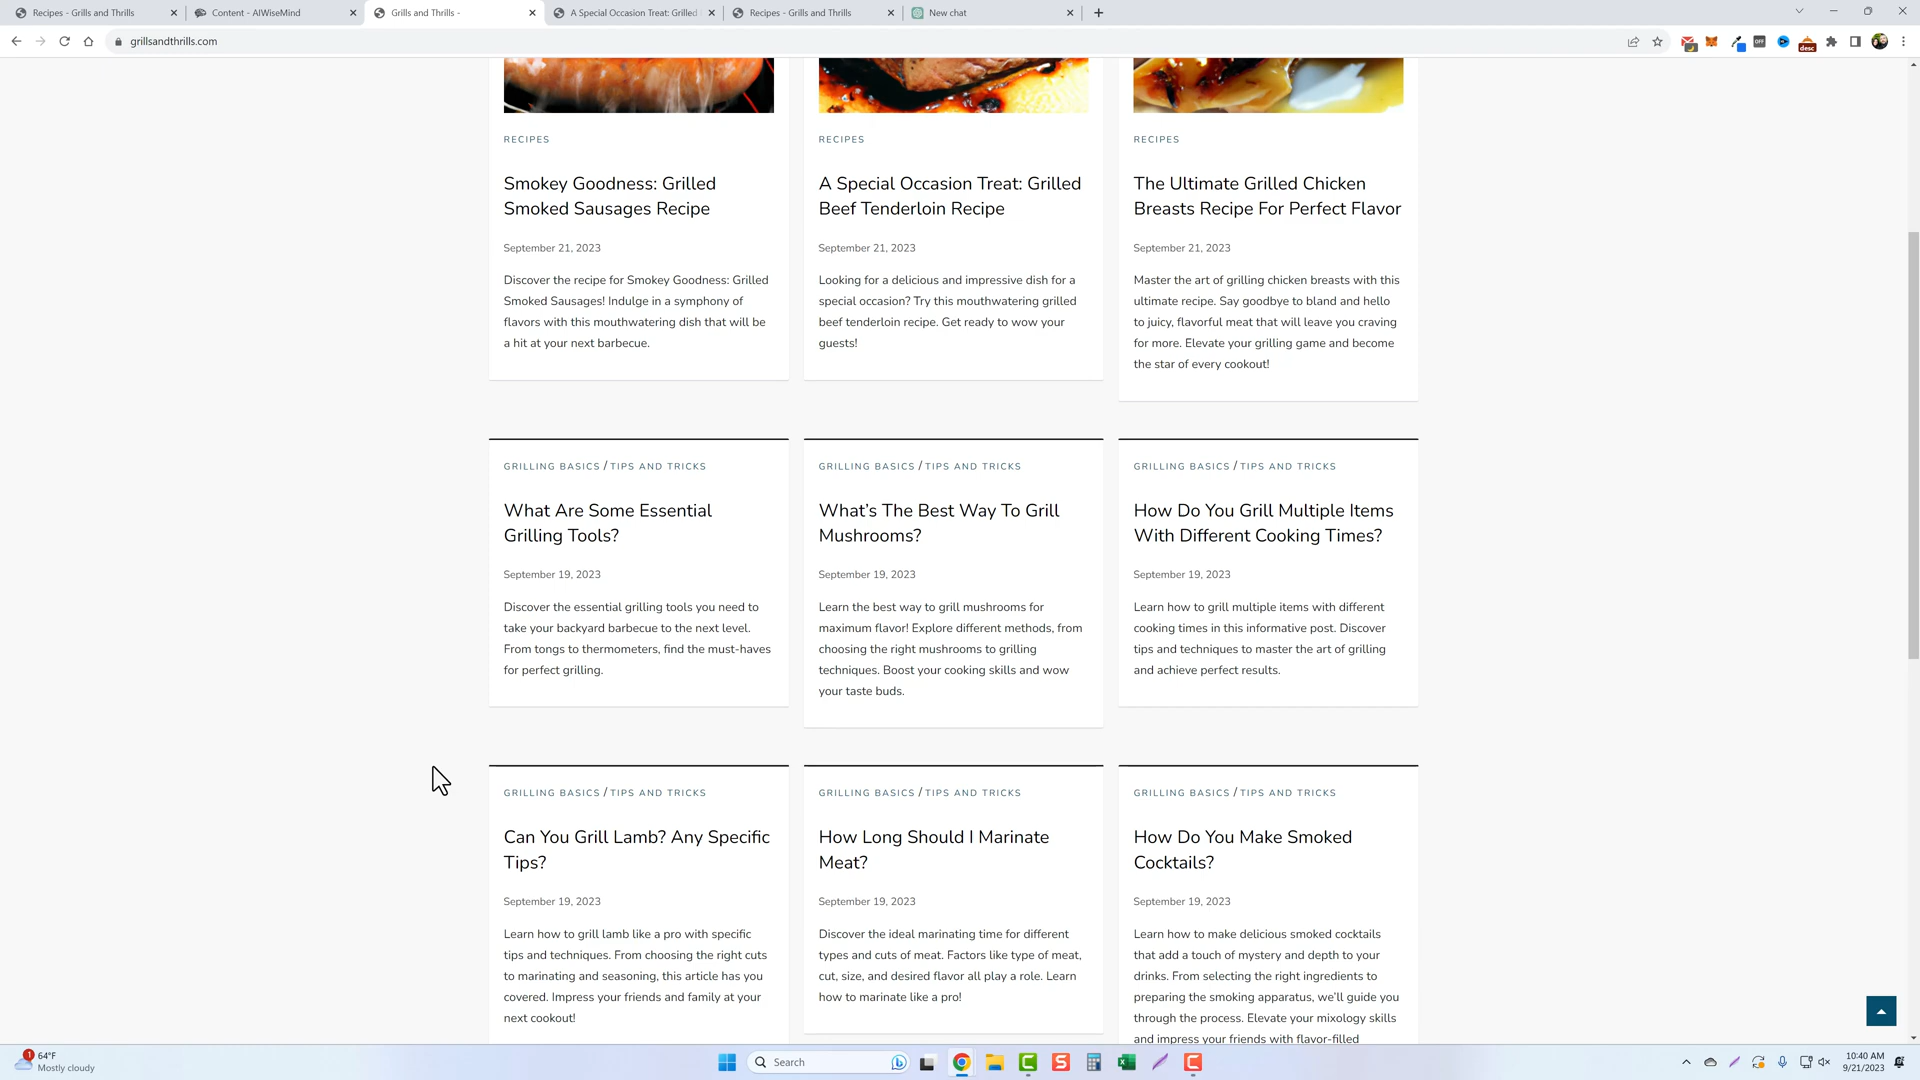 Recipes - Grills and Thrills
Content - AIWiseMind
Grills and Thrills -
A Special Occasion Treat: Grilled
Recipes - Grills and Thrills
New chat
grillsandthrills.com
OFF
desc
RECIPES
RECIPES
RECIPES
Smokey Goodness: Grilled
Smoked Sausages Recipe
A Special Occasion Treat: Grilled
Beef Tenderloin Recipe
The Ultimate Grilled Chicken
Breasts Recipe For Perfect Flavor
September 21, 2023
September 21, 2023
September 21, 2023
Discover the recipe for Smokey Goodness: Grilled
Smoked Sausages! Indulge in a symphony of
flavors with this mouthwatering dish that will be
a hit at your next barbecue.
Looking for a delicious and impressive dish for a
special occasion? Try this mouthwatering grilled
beef tenderloin recipe. Get ready to wow your
guests!
Master the art of grilling chicken breasts with this
ultimate recipe. Say goodbye to bland and hello
to juicy, flavorful meat that will leave you craving
for more. Elevate your grilling game and become
the star of every cookout!
GRILLING BASICS / TIPS AND TRICKS
GRILLING BASICS / TIPS AND TRICKS
GRILLING BASICS / TIPS AND TRICKS
What Are Some Essential
Grilling Tools?
What's The Best Way To Grill
Mushrooms?
How Do You Grill Multiple Items
With Different Cooking Times?
September 19, 2023
September 19, 2023
September 19, 2023
Discover the essential grilling tools you need to
take your backyard barbecue to the next level.
From tongs to thermometers, find the must-haves
for perfect grilling.
Learn the best way to grill mushrooms for
maximum flavor! Explore different methods, from
choosing the right mushrooms to grilling
techniques. Boost your cooking skills and wow
your taste buds.
Learn how to grill multiple items with different
cooking times in this informative post. Discover
tips and techniques to master the art of grilling
and achieve perfect results.
GRILLING BASICS / TIPS AND TRICKS
GRILLING BASICS / TIPS AND TRICKS
GRILLING BASICS / TIPS AND TRICKS
Can You Grill Lamb? Any Specific
Tips?
How Long Should I Marinate
Meat?
How Do You Make Smoked
Cocktails?
September 19, 2023
September 19, 2023
September 19, 2023
Learn how to grill lamb like a pro with specific
tips and techniques. From choosing the right cuts
to marinating and seasoning, this article has you
covered. Impress your friends and family at your
next cookout!
Discover the ideal marinating time for different
types and cuts of meat. Factors like type of meat,
cut, size, and desired flavor all play a role. Learn
how to marinate like a pro!
Learn how to make delicious smoked cocktails
that add a touch of mystery and depth to your
drinks. From selecting the right ingredients to
preparing the smoking apparatus, we'll guide you
through the process. Elevate your mixology skills
and impress your friends with flavor-filled
1
64°F
Mostly cloudy
Search
10:40 AM
9/21/2023